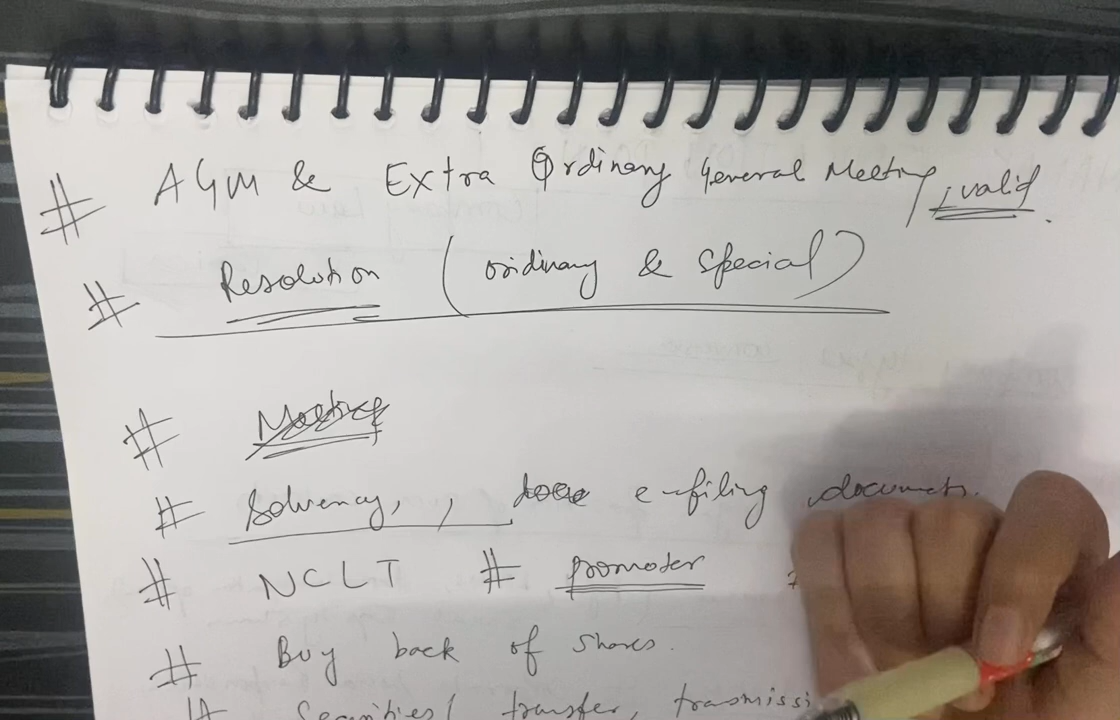 # AGM & Extra Ordinary General Meeting, valid.
# Resolution (ordinary & Special)
#
# Solvency, , e-filing documents.
# NCLT # promoter
# Buy back of shares.
# Securities / transfer, transmissi